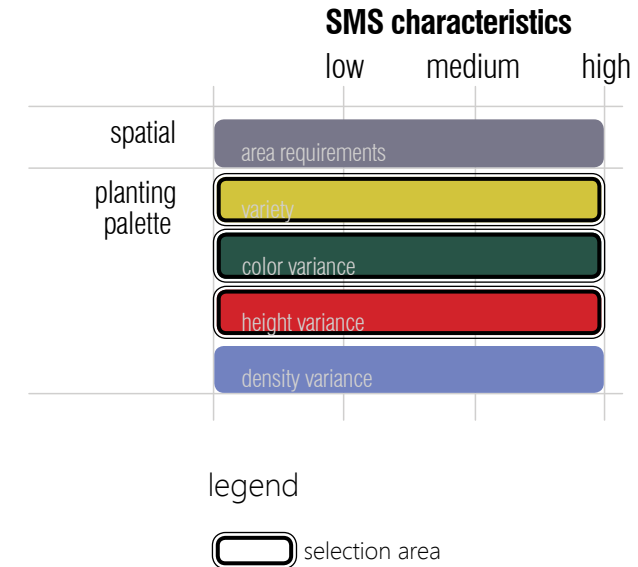 SMS characteristics
low medium high
spatial
area requirements
planting
palette
variety
color variance
height variance
density variance
legend
selection area